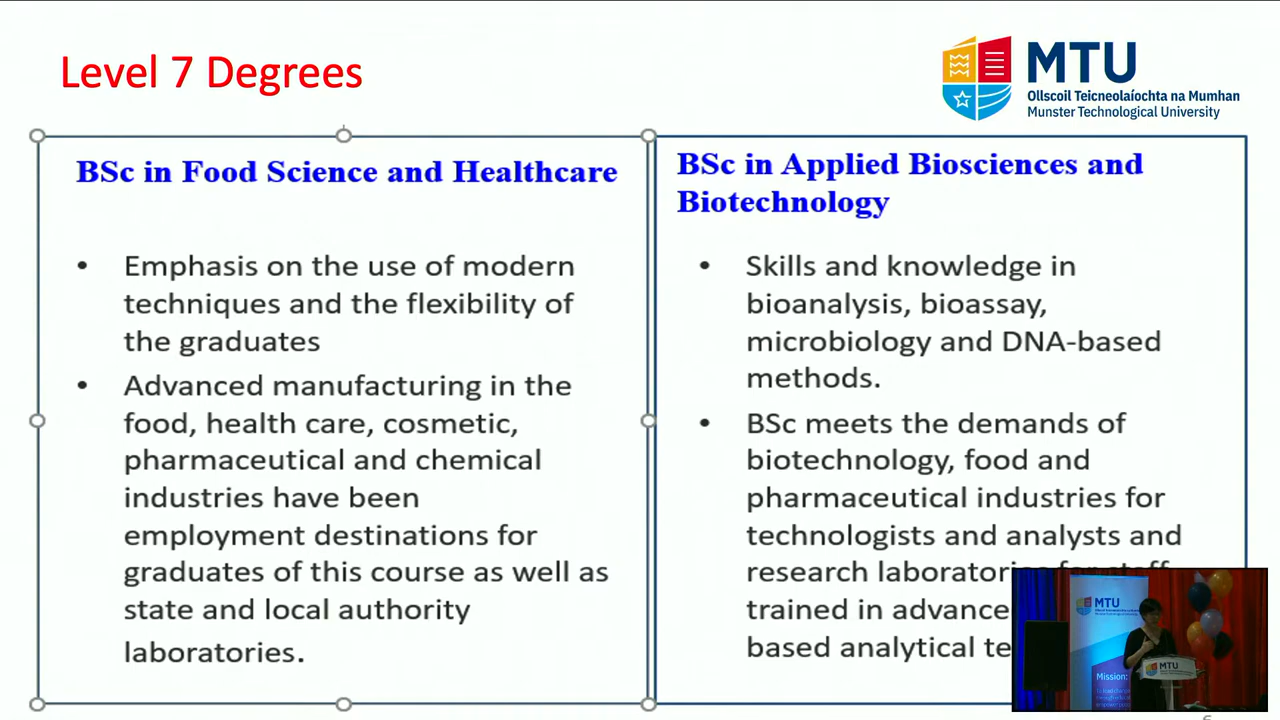 Level 7 Degrees
MTU
Ollscoil Teicneolaíochta na Mumhan
Munster Technological University
BSc in Food Science and Healthcare
• Emphasis on the use of modern
techniques and the flexibility of
the graduates
• Advanced manufacturing in the
food, health care, cosmetic,
pharmaceutical and chemical
industries have been
employment destinations for
graduates of this course as well as
state and local authority
laboratories.
BSc in Applied Biosciences and
Biotechnology
• Skills and knowledge in
bioanalysis, bioassay,
microbiology and DNA-based
methods.
• BSc meets the demands of
biotechnology, food and
pharmaceutical industries for
technologists and analysts and
research
trained in
based analytical
MTU
MTU
Mission: